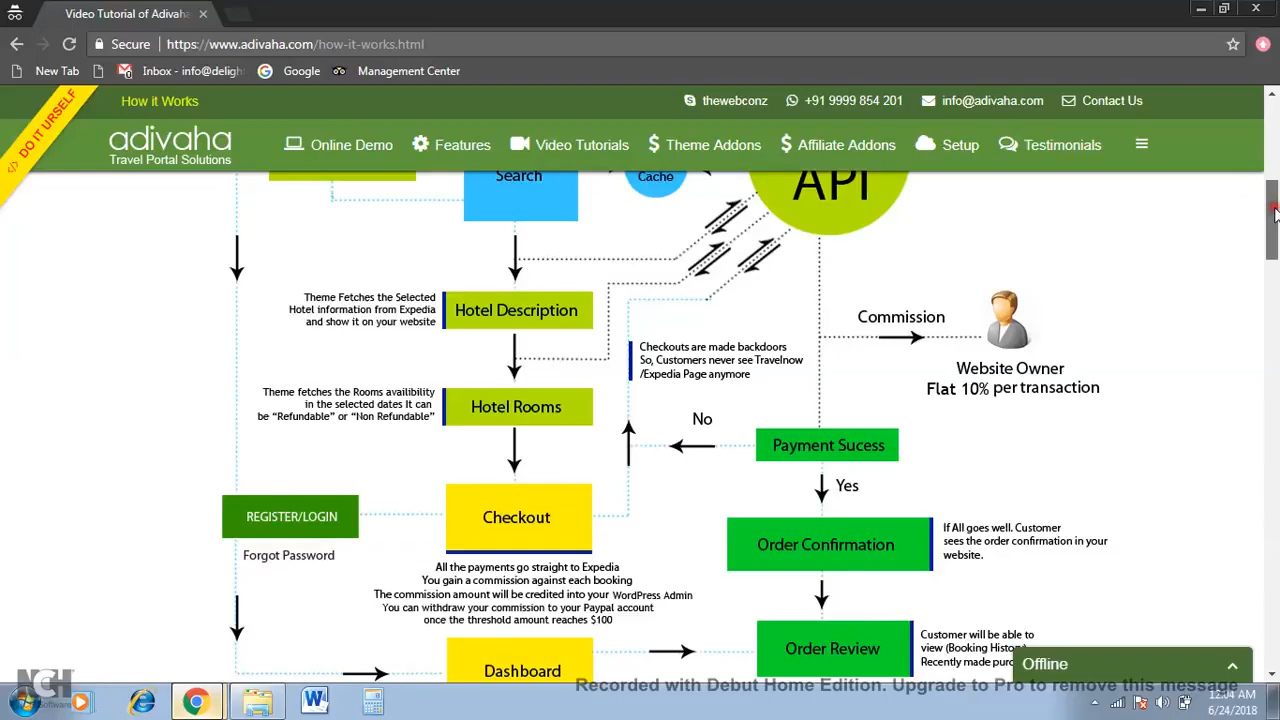 Video Tutorial of Adivaha
Secure
https://www.adivaha.com/how-it-works.html
New Tab
Inbox - info@deligh
Google
Management Center
</> DO IT URSELF
How it Works
thewebconz
+91 9999 854 201
info@adivaha.com
Contact Us
adivaha
Travel Portal Solutions
Online Demo
Features
Video Tutorials
Theme Addons
Affiliate Addons
Setup
Testimonials
Search
Cache
API
Theme Fetches the Selected
Hotel information from Expedia
and show it on your website
Hotel Description
Commission
Checkouts are made backdoors
So, Customers never see Travelnow
/Expedia Page anymore
Website Owner
Flat 10% per transaction
Theme fetches the Rooms availibility
in the selected dates It can
be “Refundable” or “Non Refundable”
Hotel Rooms
No
Payment Sucess
Yes
REGISTER/LOGIN
Forgot Password
Checkout
Order Confirmation
If All goes well. Customer
sees the order confirmation in your
website.
All the payments go straight to Expedia
You gain a commission against each booking
The commission amount will be credited into your WordPress Admin
You can withdraw your commission to your Paypal account
once the threshold amount reaches $100
Dashboard
Order Review
Customer will be able to
view (Booking History
Recently made purc
Offline
Recorded with Debut Home Edition. Upgrade to Pro to remove this message
NCH
Software
12:04 AM
6/24/2018